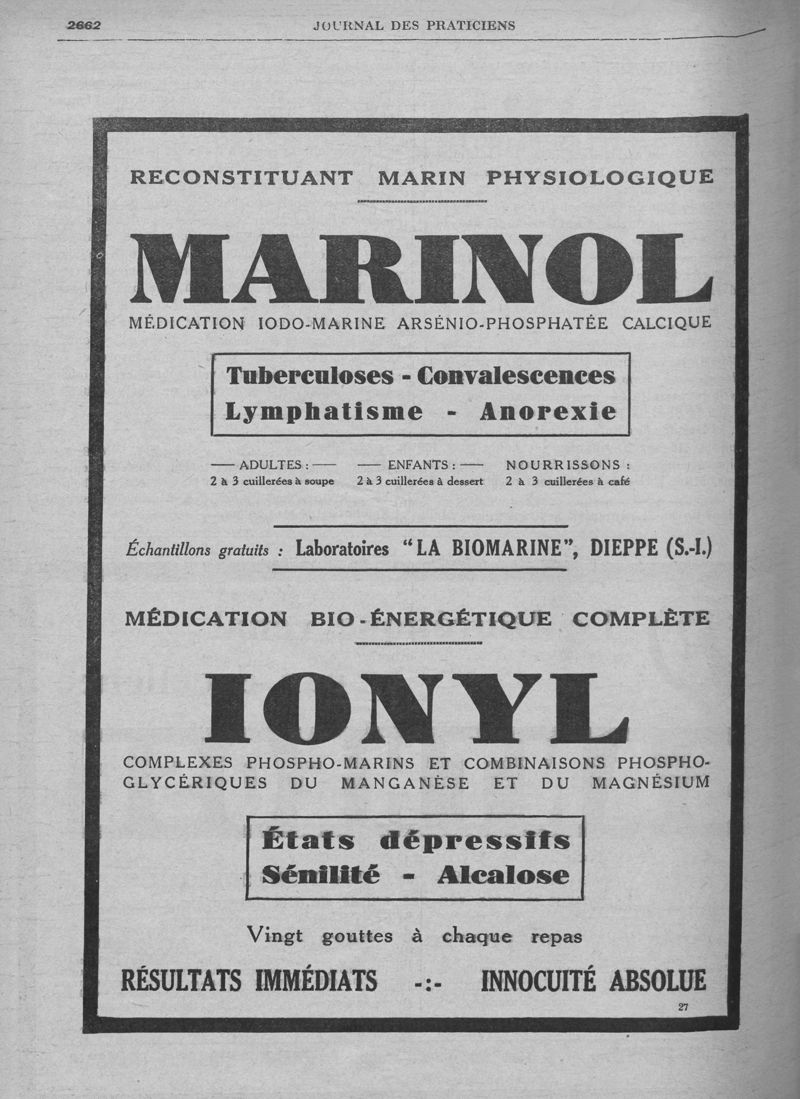 2662
JOURNAL DES PRATICIENS
RECONSTITUANT MARIN PHYSIOLOGIQUE
MARINOL
MÉDICATION IODO-MARINE ARSÉNIO-PHOSPHATÉE CALCIQUE
Tuberculoses - Convalescences
Lymphatisme - Anorexie
— ADULTES : — — ENFANTS : — NOURRISSONS :
2 à 3 cuillerées à soupe 2 à 3 cuillerées à dessert 2 à 3 cuillerées à café
Échantillons gratuits : Laboratoires "LA BIOMARINE", DIEPPE (S.-I.)
MÉDICATION BIO-ÉNERGÉTIQUE COMPLÈTE
IONYL
COMPLEXES PHOSPHO-MARINS ET COMBINAISONS PHOSPHO-
GLYCÉRIQUES DU MANGANÈSE ET DU MAGNÉSIUM
États dépressifs
Sénilité - Alcalose
Vingt gouttes à chaque repas
RÉSULTATS IMMÉDIATS -:- INNOCUITÉ ABSOLUE
27